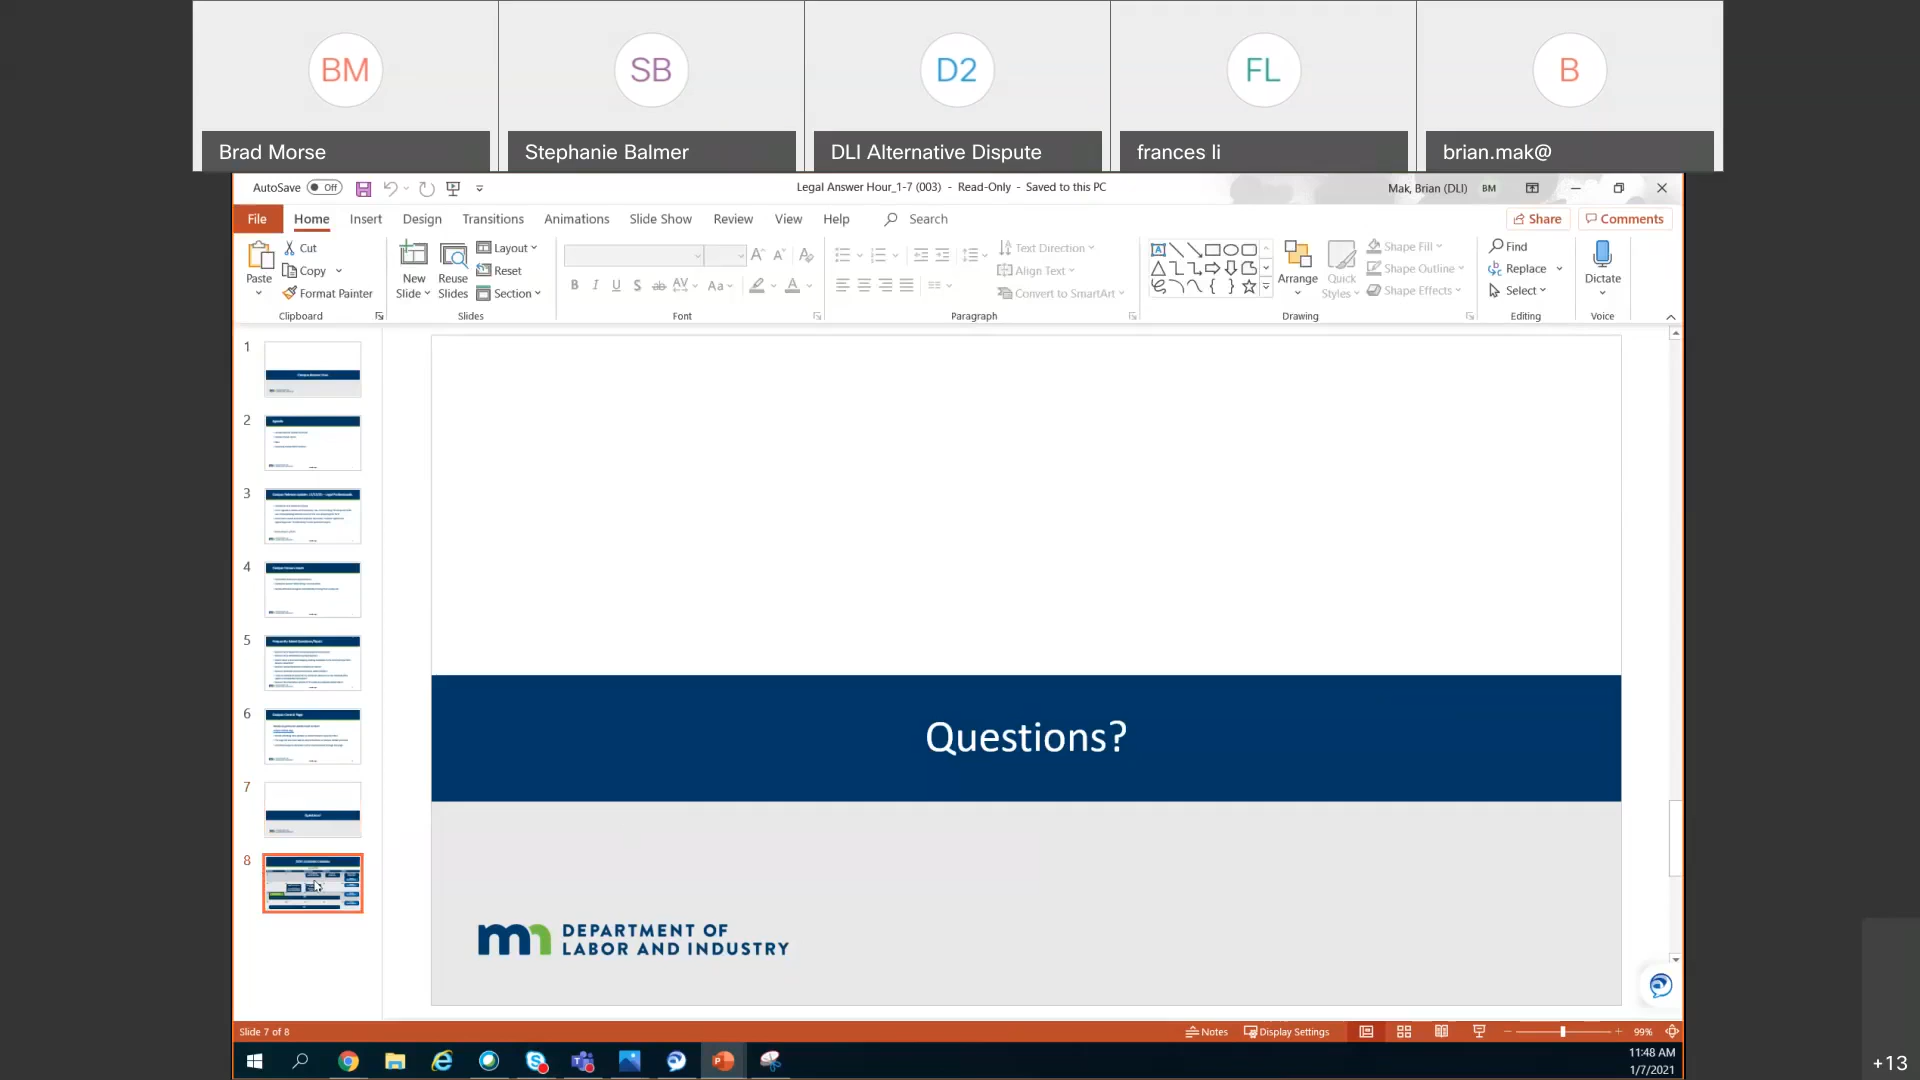 BM
SB
D2
FL
B
Brad Morse
Stephanie Balmer
DLI Alternative Dispute
frances li
brian.mak@
AutoSave Off
Legal Answer Hour_1-7 (003) - Read-Only - Saved to this PC
Mak, Brian (DLI) BM
File Home Insert Design Transitions Animations Slide Show Review View Help Search
Share Comments
Paste
Cut
Copy
Format Painter
Clipboard
New Slide
Reuse Slides
Layout
Reset
Section
Slides
Font
Text Direction
Align Text
Convert to SmartArt
Paragraph
Arrange
Quick Styles
Shape Fill
Shape Outline
Shape Effects
Drawing
Find
Replace
Select
Editing
Dictate
Voice
1
2
3
4
5
6
7
8
Questions?
mn DEPARTMENT OF
LABOR AND INDUSTRY
Slide 7 of 8
Notes Display Settings 99%
11:48 AM
1/7/2021
+13